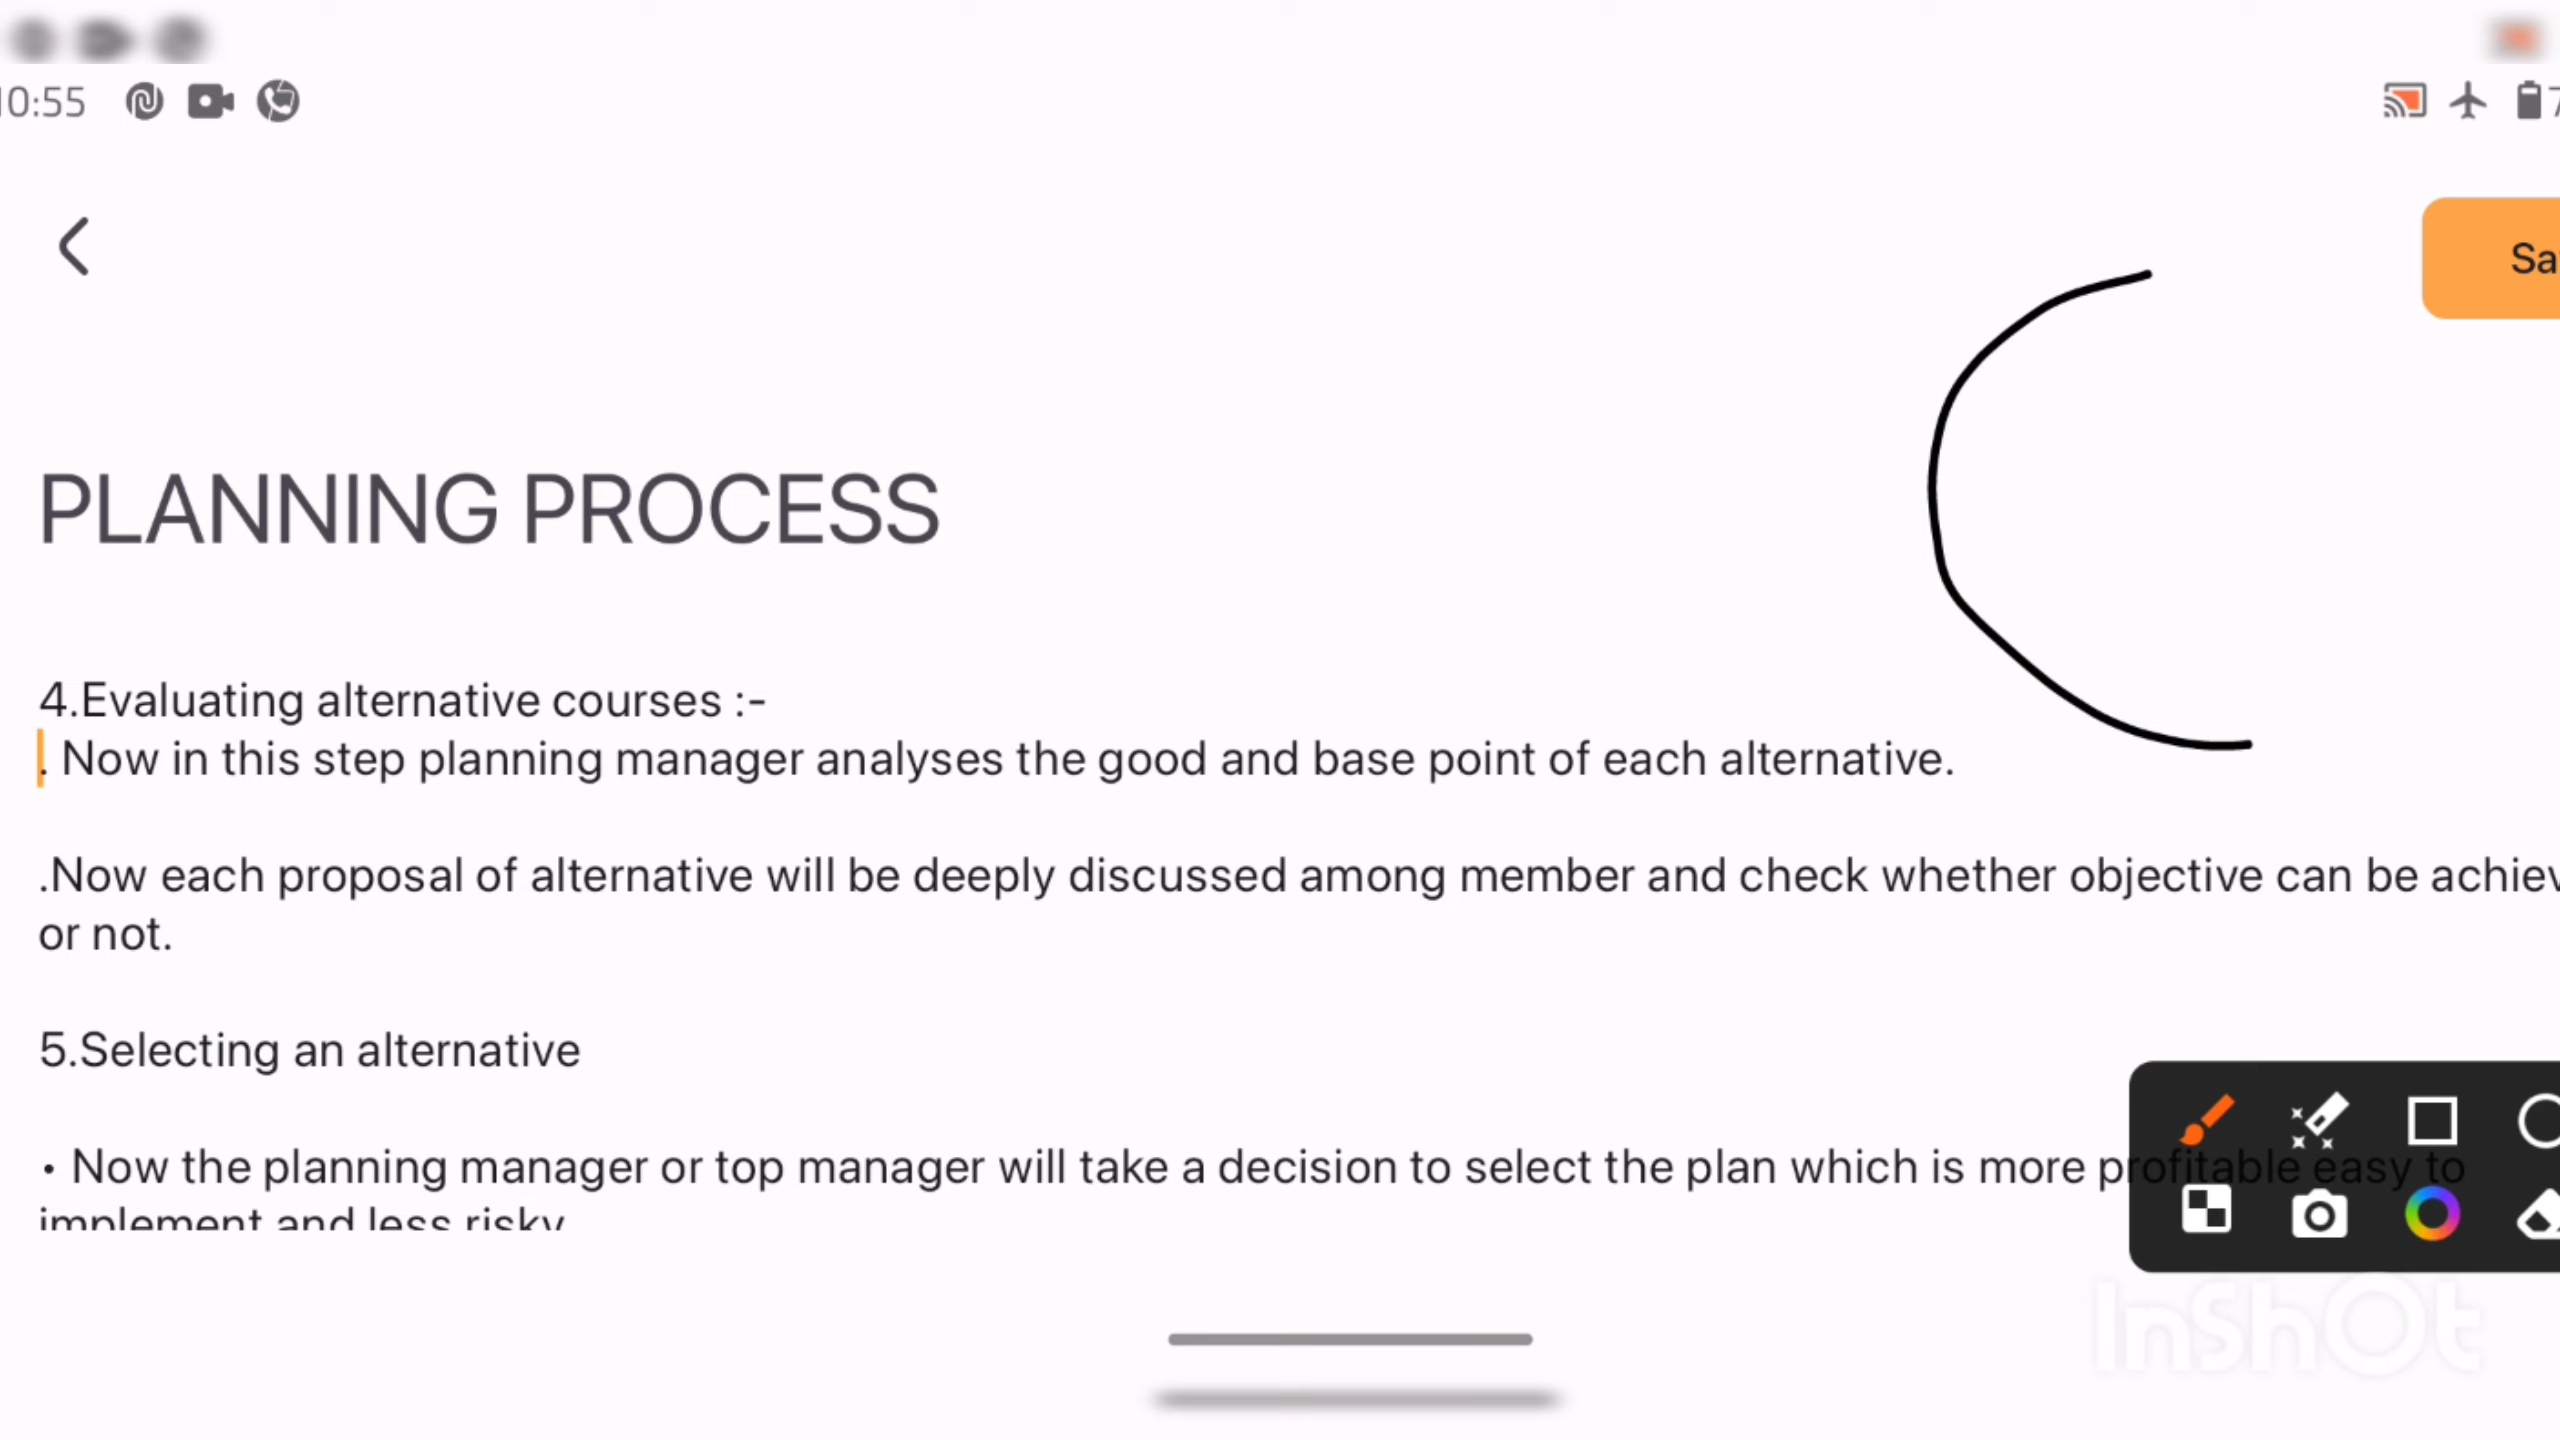 10:55
Sa
PLANNING PROCESS
4.Evaluating alternative courses :-
. Now in this step planning manager analyses the good and base point of each alternative.
.Now each proposal of alternative will be deeply discussed among member and check whether objective can be achiev
or not.
5.Selecting an alternative
• Now the planning manager or top manager will take a decision to select the plan which is more profitable easy to
implement and less risky
InShOt